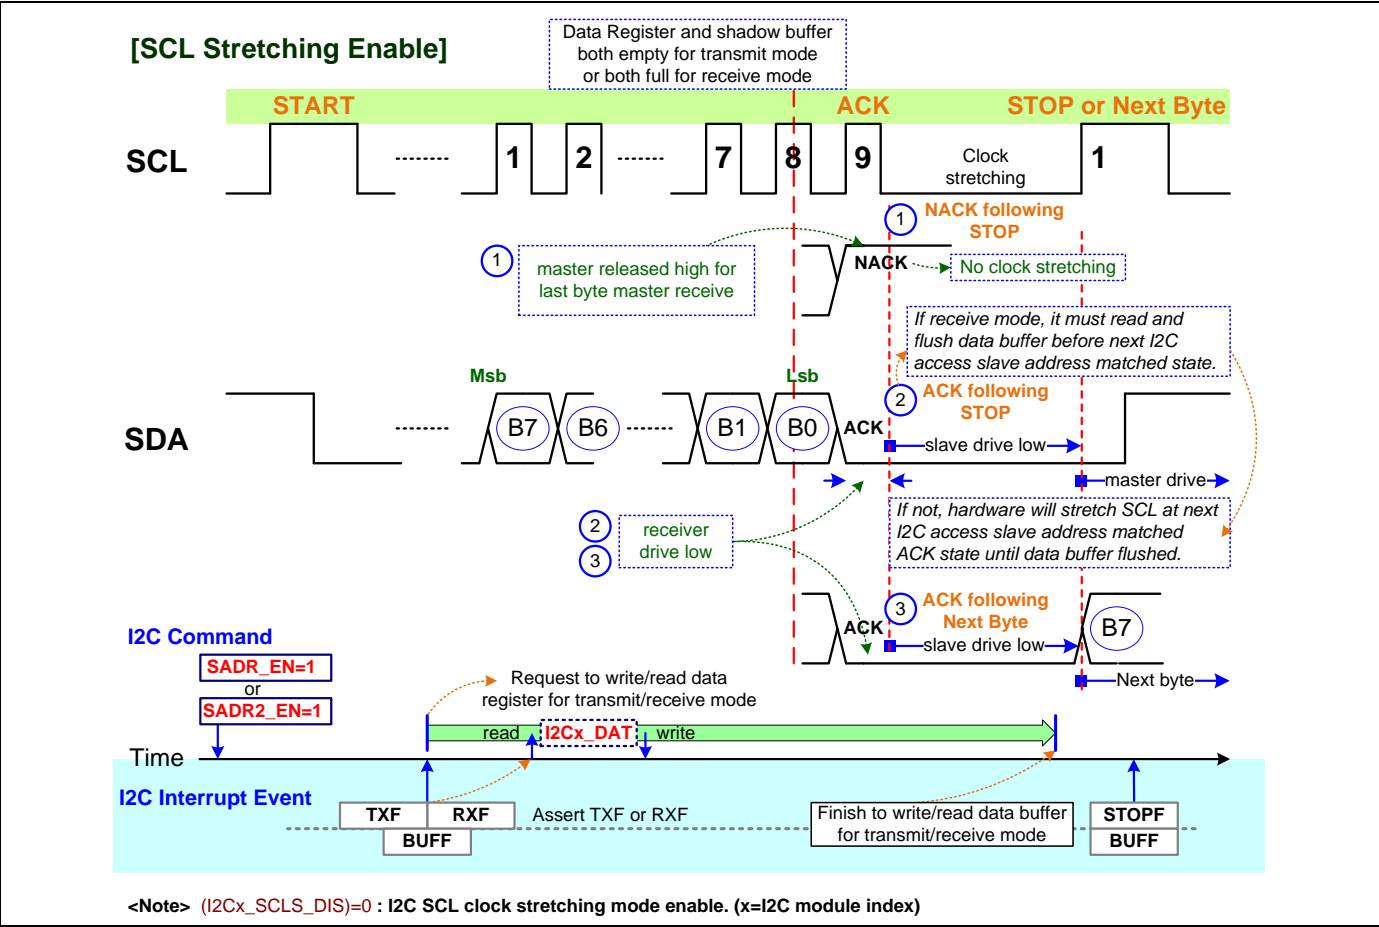 [SCL Stretching Enable]
Data Register and shadow buffer
both empty for transmit mode
or both full for receive mode
START
ACK
STOP or Next Byte
SCL
1
2
7
8
9
Clock
stretching
1
1
NACK following
STOP
1
master released high for
last byte master receive
NACK
No clock stretching
If receive mode, it must read and
flush data buffer before next I2C
access slave address matched state.
Msb
Lsb
2
ACK following
STOP
SDA
B7
B6
B1
B0
ACK
slave drive low
master drive
2
3
receiver
drive low
If not, hardware will stretch SCL at next
I2C access slave address matched
ACK state until data buffer flushed.
3
ACK following
Next Byte
ACK
slave drive low
B7
Next byte
I2C Command
SADR_EN=1
or
SADR2_EN=1
Request to write/read data
register for transmit/receive mode
read
I2Cx_DAT
write
Time
I2C Interrupt Event
TXF
RXF
BUFF
Assert TXF or RXF
Finish to write/read data buffer
for transmit/receive mode
STOPF
BUFF
<Note> (I2Cx_SCLS_DIS)=0 : I2C SCL clock stretching mode enable. (x=I2C module index)